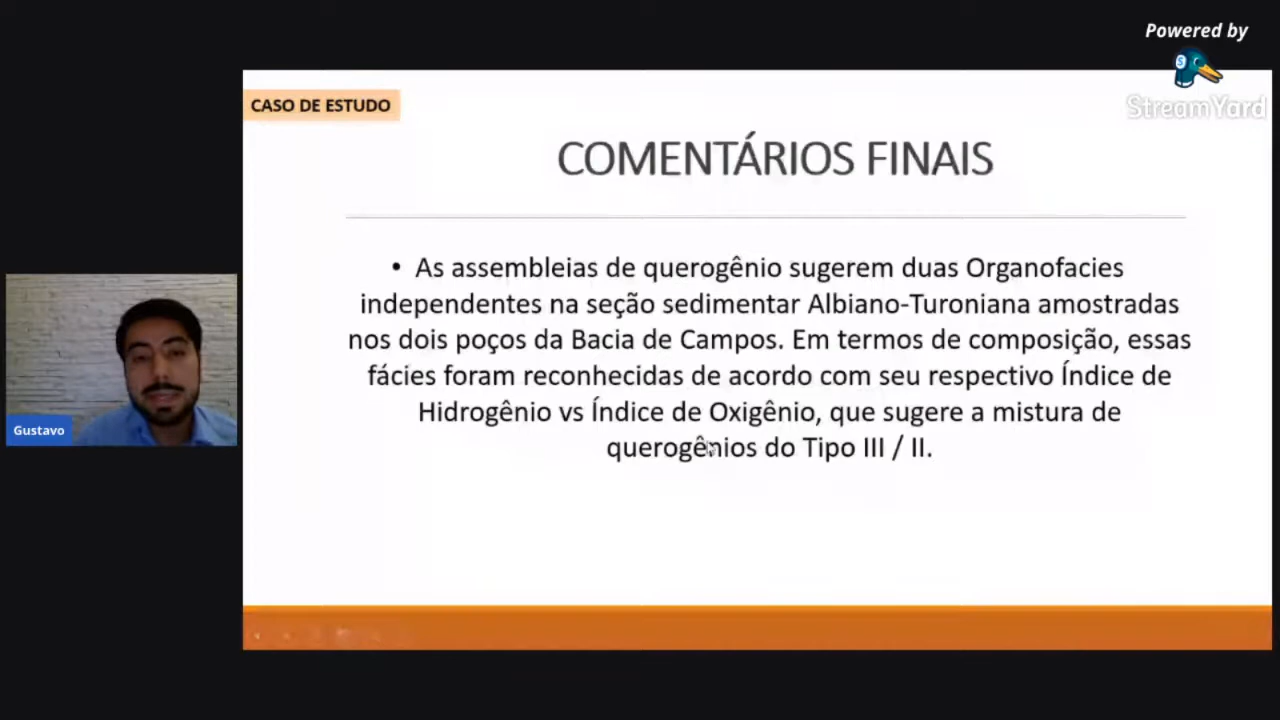 Powered by
StreamYard
CASO DE ESTUDO
COMENTÁRIOS FINAIS
• As assembleias de querogênio sugerem duas Organofacies
independentes na seção sedimentar Albiano-Turoniana amostradas
nos dois poços da Bacia de Campos. Em termos de composição, essas
fácies foram reconhecidas de acordo com seu respectivo Índice de
Hidrogênio vs Índice de Oxigênio, que sugere a mistura de
querogênios do Tipo III / II.
Gustavo